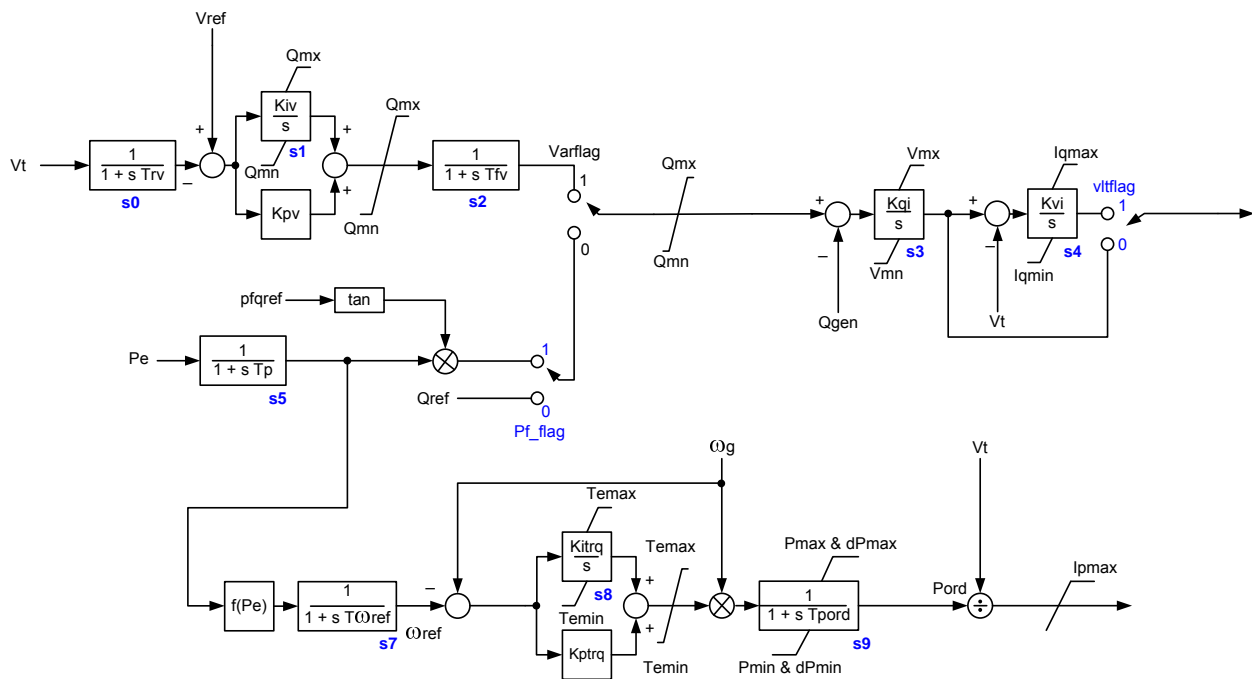 Vref
Qmx
Kiv
s
s1
Qmn
Vt
1
1 + s Trv
s0
+
−
Kpv
+
+
Qmx
Qmn
1
1 + s Tfv
s2
Varflag
1
0
Qmx
Qmn
+
−
Qgen
Vmx
Kqi
s
s3
Vmn
+
−
Vt
Iqmax
Kvi
s
s4
Iqmin
vltflag
1
0
pfqref
tan
Pe
1
1 + s Tp
s5
1
Qref
0
Pf_flag
ωg
Vt
f(Pe)
1
1 + s Tωref
s7
−
ωref
Temax
Kitrq
s
s8
Temin
Kptrq
+
+
Temax
Temin
Pmax & dPmax
1
1 + s Tpord
s9
Pmin & dPmin
Pord
÷
Ipmax